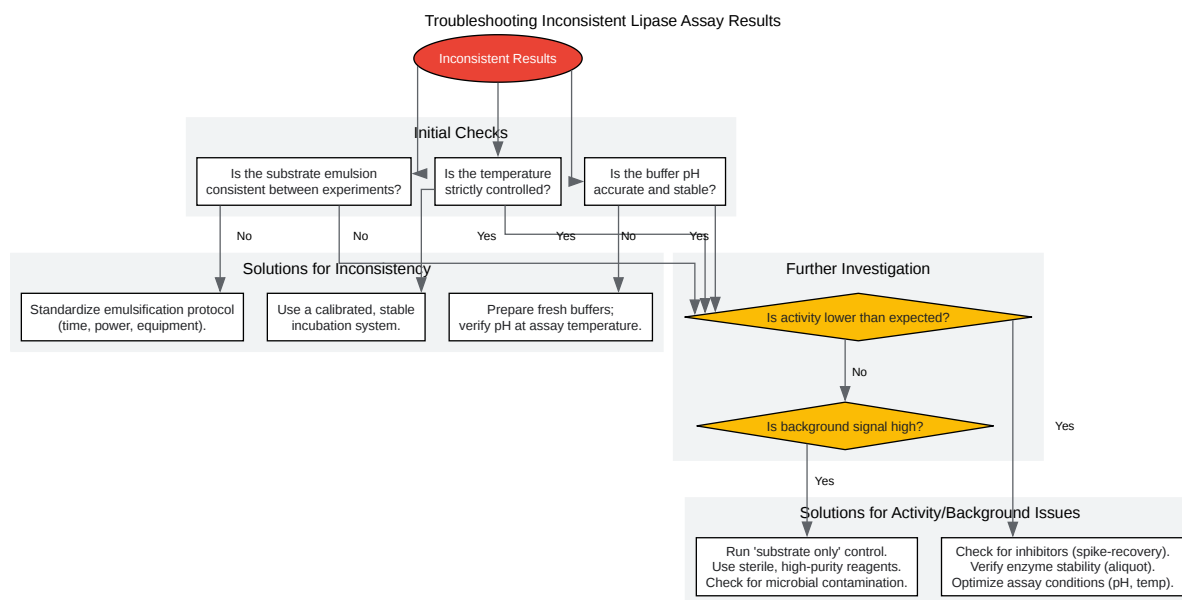 Troubleshooting Inconsistent Lipase Assay Results
Inconsistent Results
Initial Checks
Is the substrate emulsion
consistent between experiments?
Is the temperature
strictly controlled?
Is the buffer pH
accurate and stable?
No
No
Yes
Yes
No
Yes
Solutions for Inconsistency
Standardize emulsification protocol
(time, power, equipment).
Use a calibrated, stable
incubation system.
Prepare fresh buffers;
verify pH at assay temperature.
Further Investigation
Is activity lower than expected?
No
Is background signal high?
Yes
Yes
Solutions for Activity/Background Issues
Run 'substrate only' control.
Use sterile, high-purity reagents.
Check for microbial contamination.
Check for inhibitors (spike-recovery).
Verify enzyme stability (aliquot).
Optimize assay conditions (pH, temp).